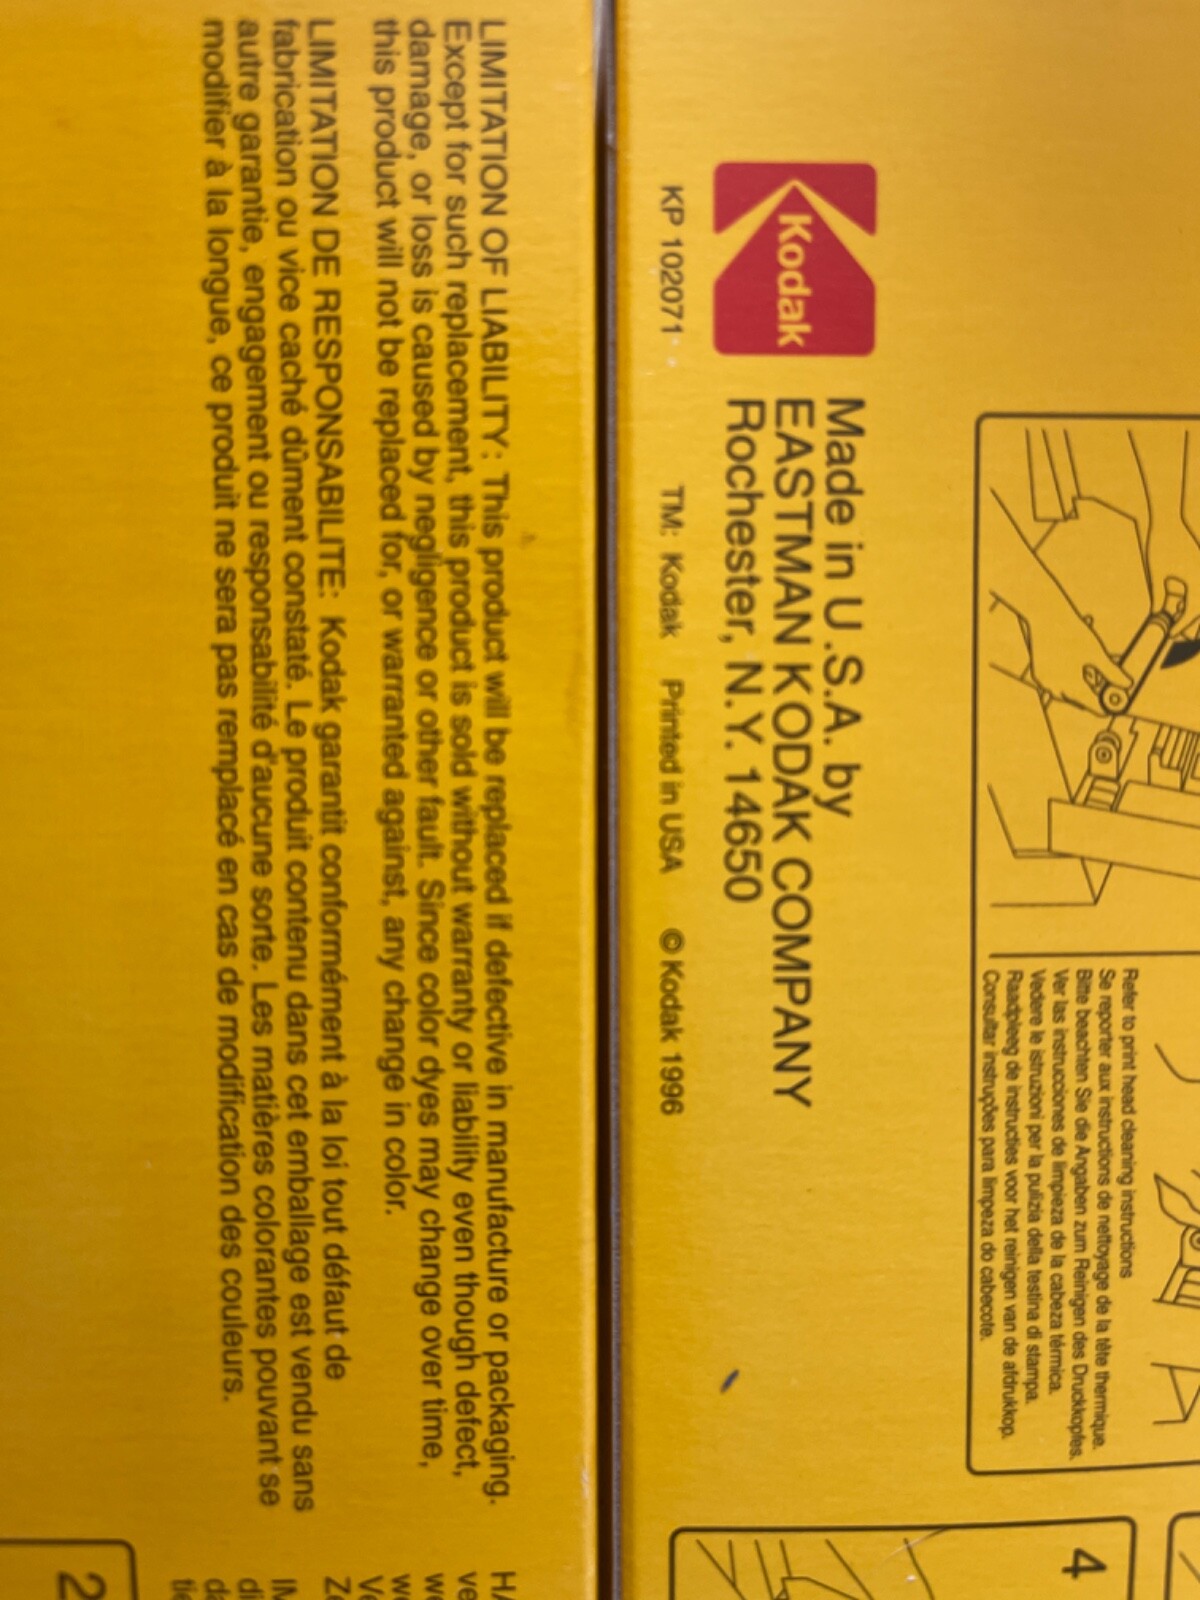 Refer to print head cleaning instructions
Se reporter aux instructions de nettoyage de la tête thermique.
Bitte beachten Sie die Angaben zum Reinigen des Druckkopfes.
Ver las instrucciones de limpieza de la cabeza térmica.
Vedere le istruzioni per la pulizia della testina di stampa.
Raadpleeg de instructies voor het reinigen van de afdrukkop.
Consultar instruções para limpeza do cabecote.
4
Kodak
Made in U.S.A. by
EASTMAN KODAK COMPANY
Rochester, N.Y. 14650
KP 102071 TM: Kodak Printed in USA © Kodak 1996
LIMITATION OF LIABILITY: This product will be replaced if defective in manufacture or packaging.
Except for such replacement, this product is sold without warranty or liability even though defect,
damage, or loss is caused by negligence or other fault. Since color dyes may change over time,
this product will not be replaced for, or warranted against, any change in color.
LIMITATION DE RESPONSABILITE: Kodak garantit conformément à la loi tout défaut de
fabrication ou vice caché dûment constaté. Le produit contenu dans cet emballage est vendu sans
autre garantie, engagement ou responsabilité d'aucune sorte. Les matières colorantes pouvant se
modifier à la longue, ce produit ne sera pas remplacé en cas de modification des couleurs.
2